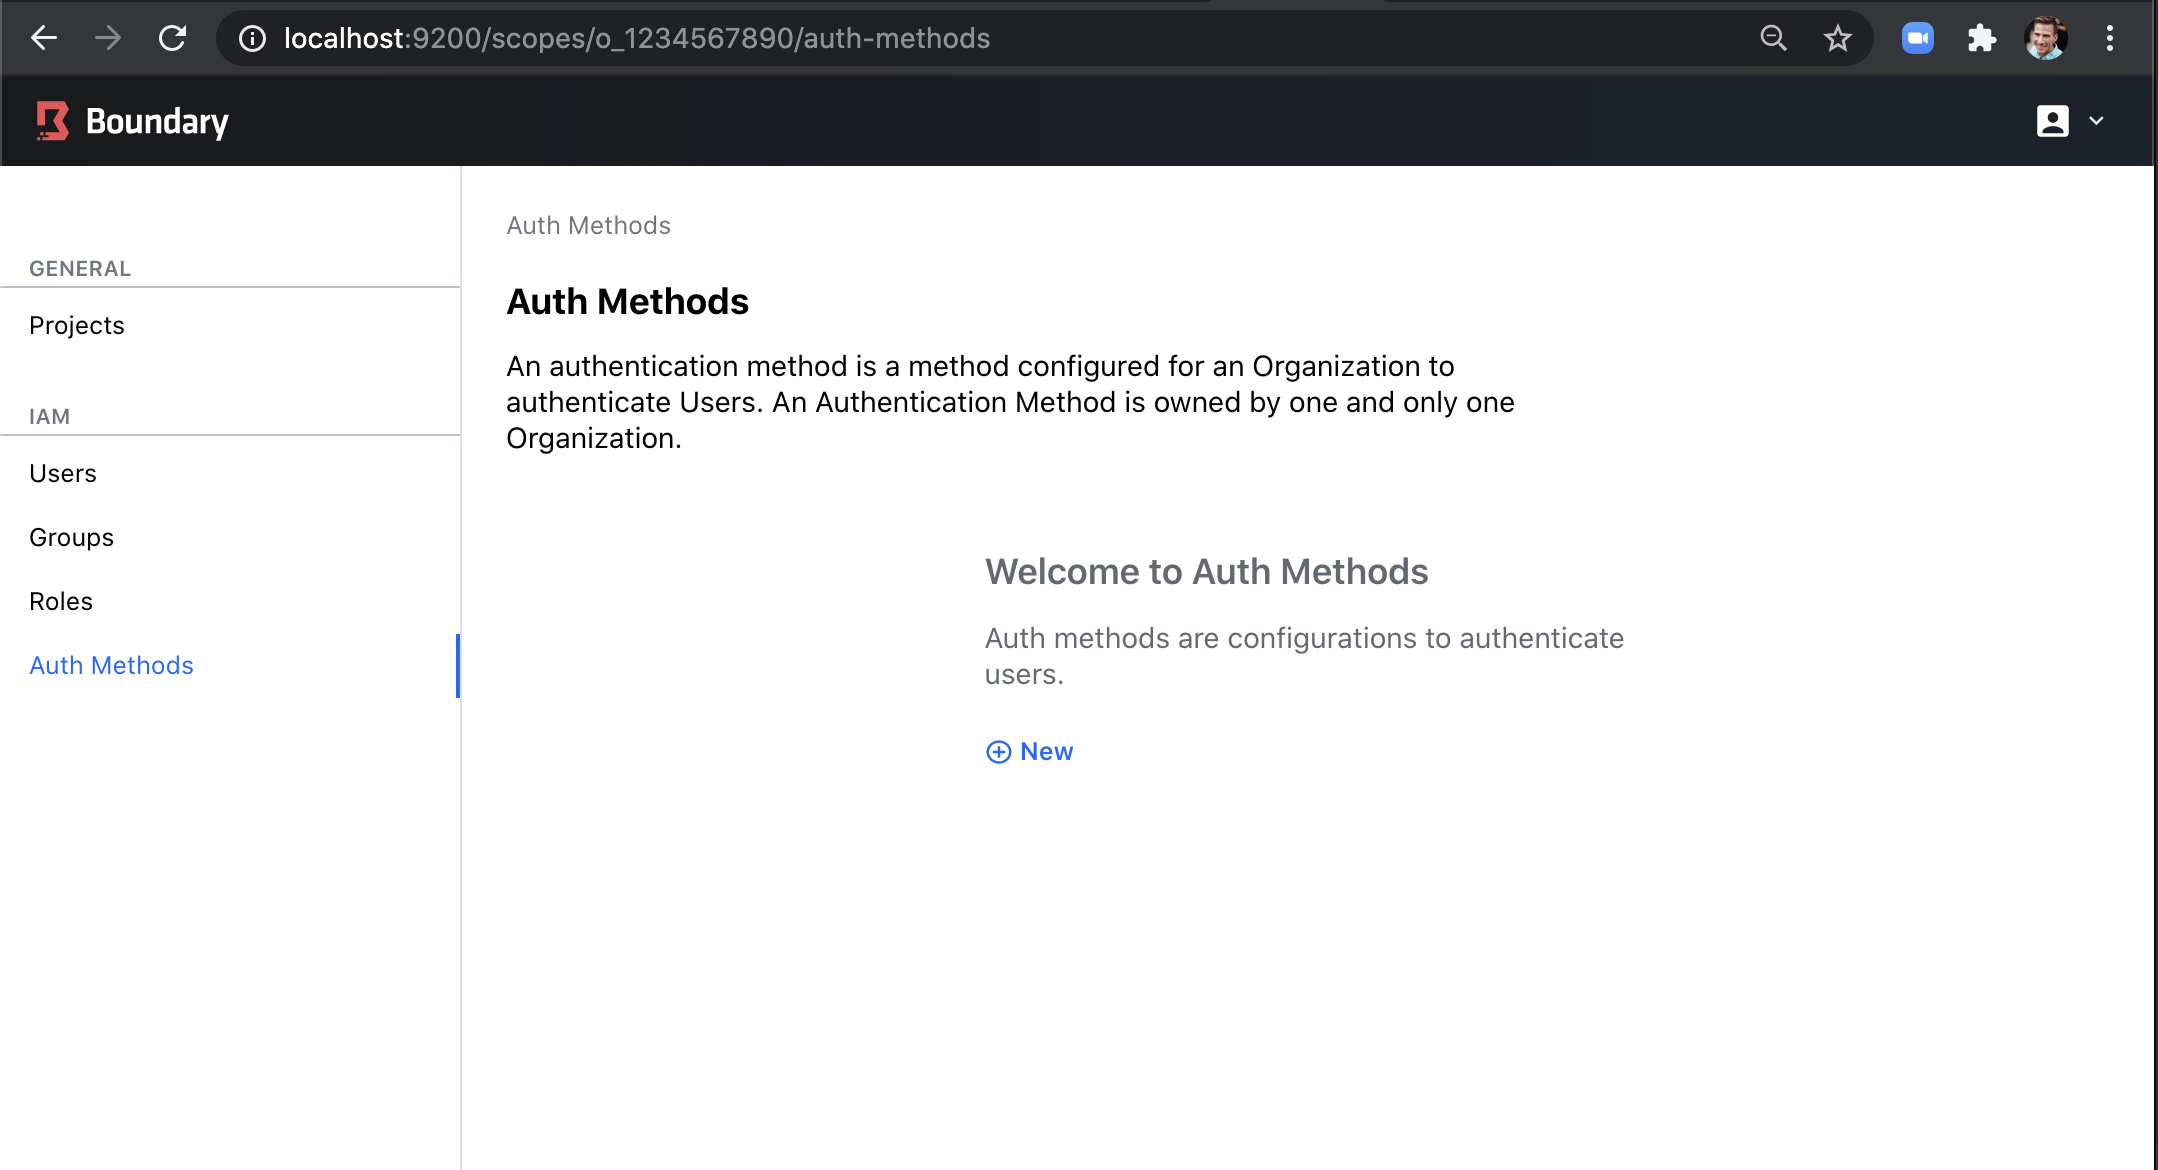 localhost:9200/scopes/o_1234567890/auth-methods
Boundary
GENERAL
Projects
IAM
Users
Groups
Roles
Auth Methods
Auth Methods
Auth Methods
An authentication method is a method configured for an Organization to
authenticate Users. An Authentication Method is owned by one and only one
Organization.
Welcome to Auth Methods
Auth methods are configurations to authenticate
users.
New